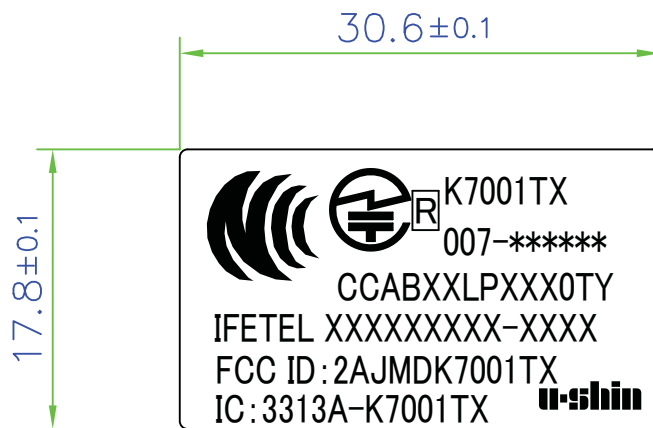 30.6±0.1
17.8±0.1
R K7001TX
007-******
CCABXXLPXXX0TY
IFETEL XXXXXXXXX-XXXX
FCC ID:2AJMDK7001TX
IC:3313A-K7001TX
u-shin